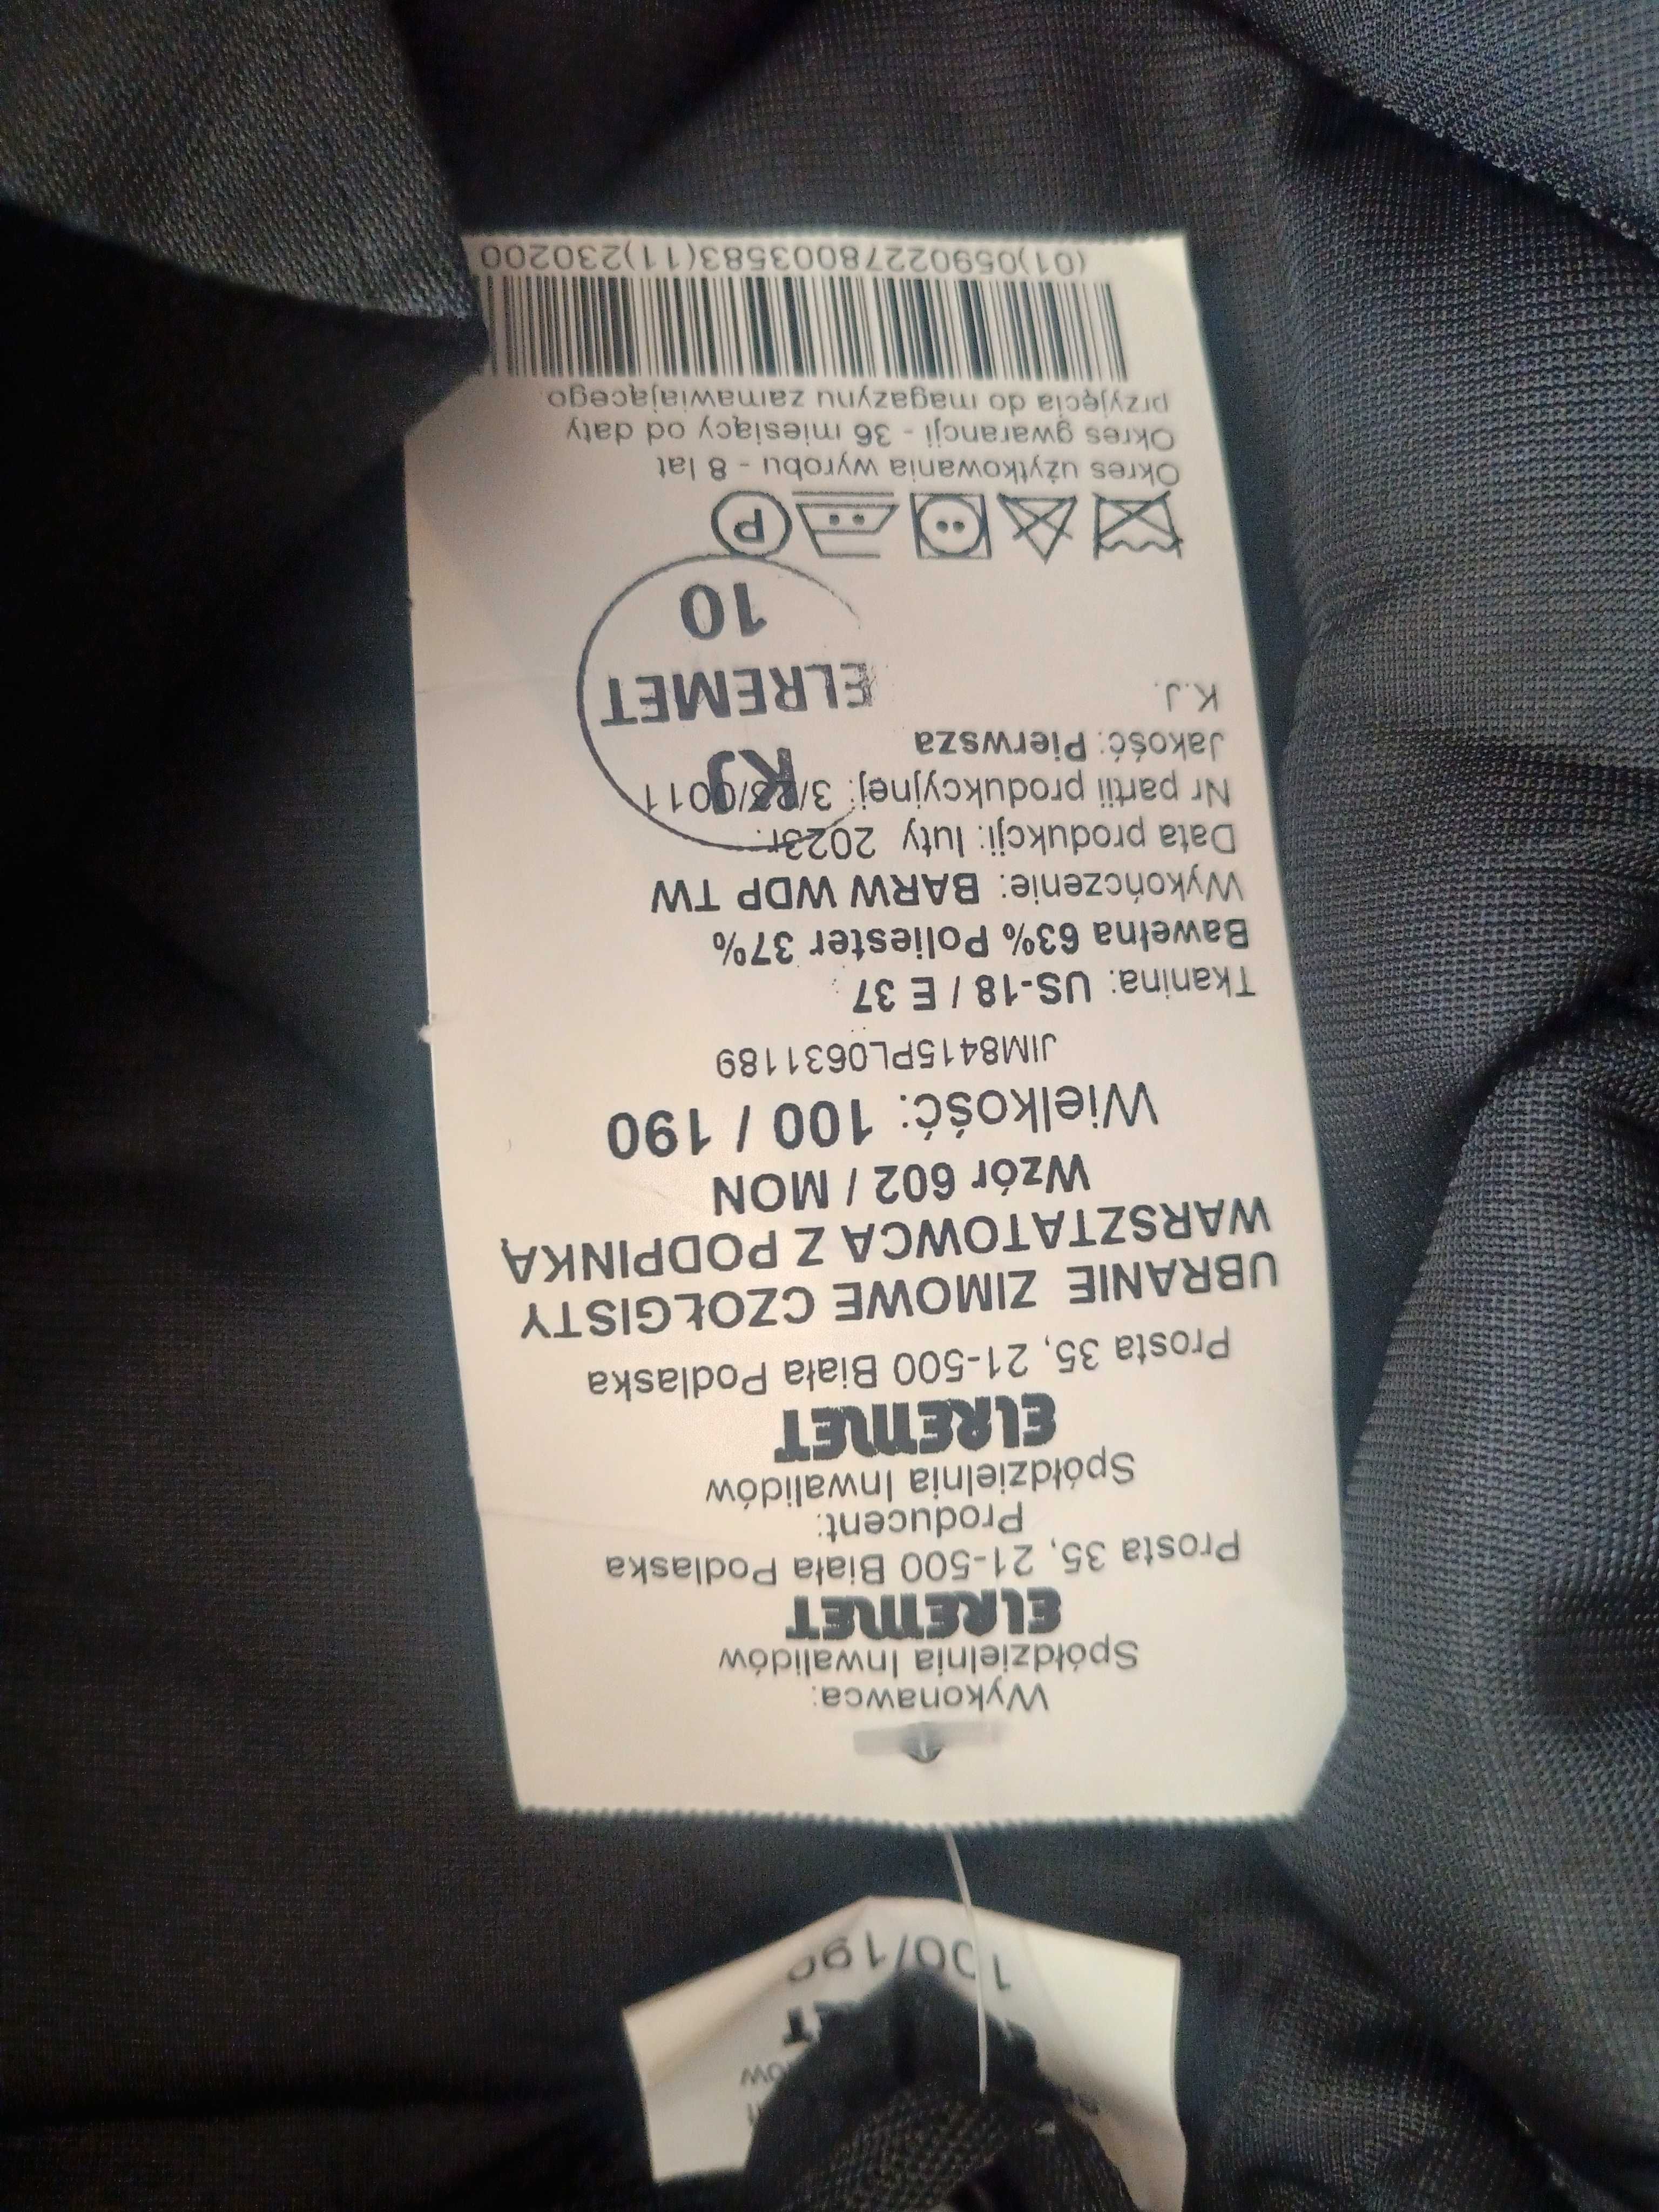 Wykonawca:
Spółdzielnia Inwalidów
ELREMET
Prosta 35, 21-500 Biała Podlaska
Producent:
Spółdzielnia Inwalidów
ELREMET
Prosta 35, 21-500 Biała Podlaska
UBRANIE ZIMOWE CZOŁGISTY
WARSZTATOWCA Z PODPINKĄ
Wzór 602 / MON
Wielkość: 100 / 190
JIM8415PL0631189
Tkanina: US-18 / E 37
Bawełna 63% Poliester 37%
Wykończenie: BARW WDP TW
Data produkcji: luty 2023r.
Nr partii produkcyjnej: 3/23/0011
Jakość: Pierwsza
K.J.
KJ
ELREMET
10
P
Okres użytkowania wyrobu - 8 lat
Okres gwarancji - 36 miesięcy od daty
przyjęcia do magazynu zamawiającego
(01)05902278003583(11)230200
100/190